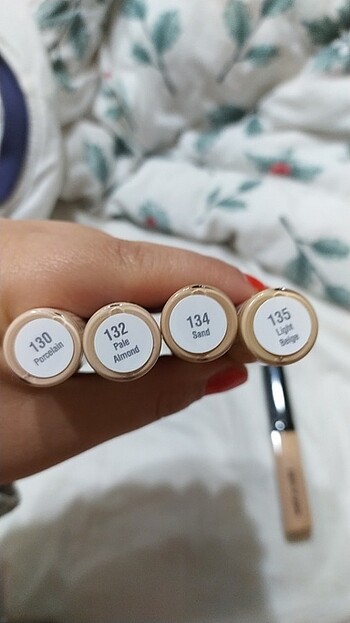 130
Porcelain
132
Pale
Almond
134
Sand
135
Light
Beige